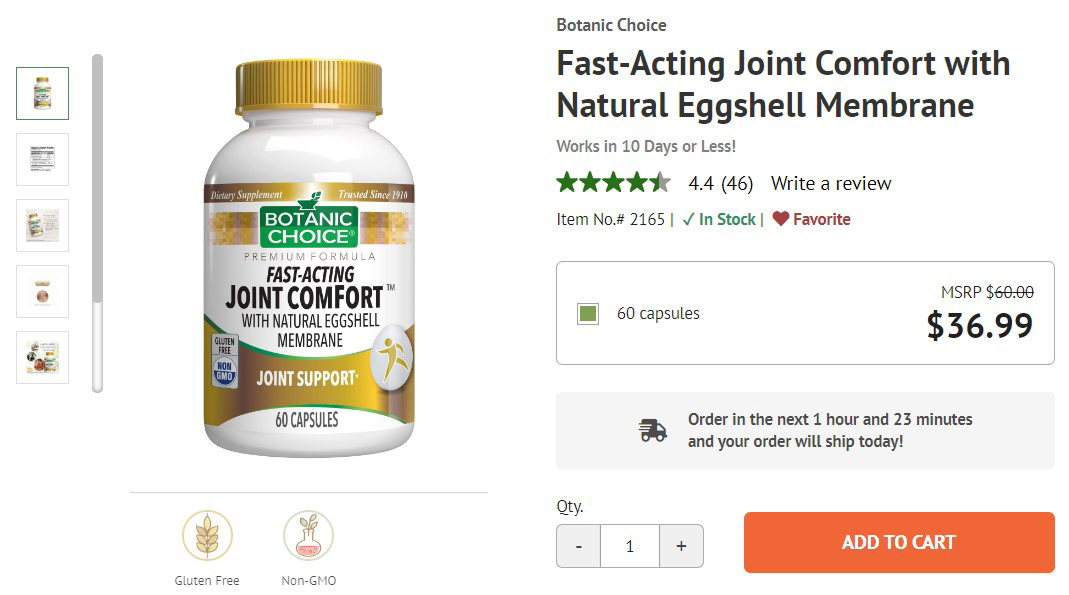 Botanic Choice
Fast-Acting Joint Comfort with
Natural Eggshell Membrane
Works in 10 Days or Less!
4.4 (46) Write a review
Item No.# 2165 | ✓ In Stock | Favorite
60 capsules
MSRP $60.00
$36.99
Order in the next 1 hour and 23 minutes
and your order will ship today!
Qty.
- 1 +
ADD TO CART
Dietary Supplement Trusted Since 1910
BOTANIC
CHOICE®
PREMIUM FORMULA
FAST-ACTING
JOINT COMFORT™
WITH NATURAL EGGSHELL
MEMBRANE
GLUTEN
FREE
NON
GMO
JOINT SUPPORT*
60 CAPSULES
Gluten Free
Non-GMO